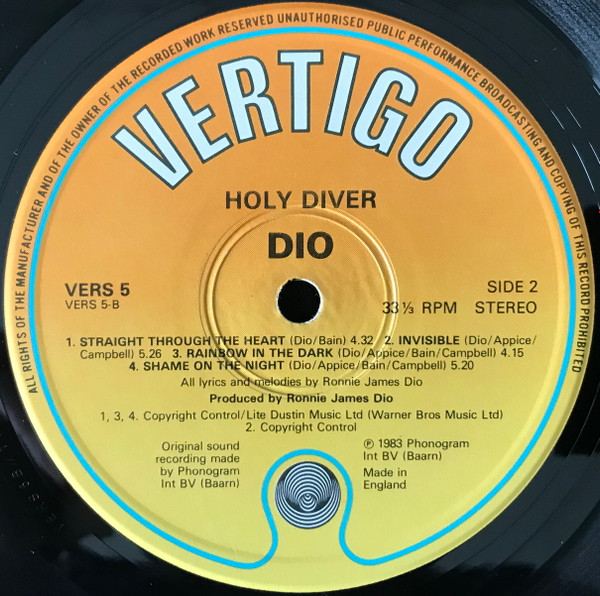 ALL RIGHTS OF THE MANUFACTURER AND OF THE OWNER OF THE RECORDED WORK RESERVED UNAUTHORISED PUBLIC PERFORMANCE BROADCASTING AND COPYING OF THIS RECORD PROHIBITED
VERTIGO
HOLY DIVER
DIO
VERS 5
VERS 5-B
SIDE 2
33⅓ RPM STEREO
1. STRAIGHT THROUGH THE HEART (Dio/Bain) 4.32 2. INVISIBLE (Dio/Appice/
Campbell) 5.26 3. RAINBOW IN THE DARK (Dio/Appice/Bain/Campbell) 4.15
4. SHAME ON THE NIGHT (Dio/Appice/Bain/Campbell) 5.20
All lyrics and melodies by Ronnie James Dio
Produced by Ronnie James Dio
1, 3, 4. Copyright Control/Lite Dustin Music Ltd (Warner Bros Music Ltd)
2. Copyright Control
Original sound
recording made
by Phonogram
Int BV (Baarn)
℗ 1983 Phonogram
Int BV (Baarn)
Made in
England